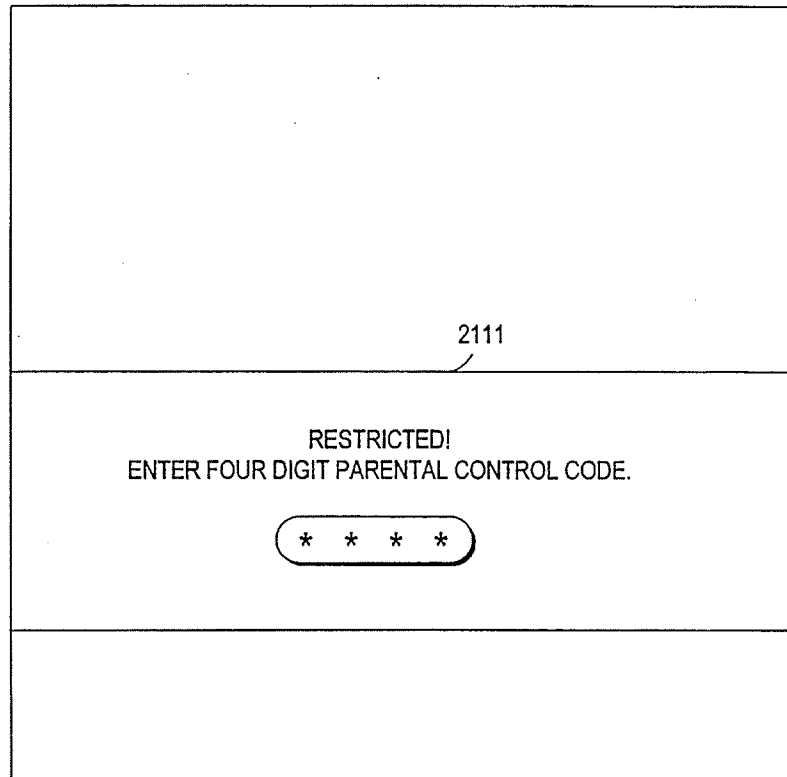 2111
RESTRICTED!
ENTER FOUR DIGIT PARENTAL CONTROL CODE.
* * * *